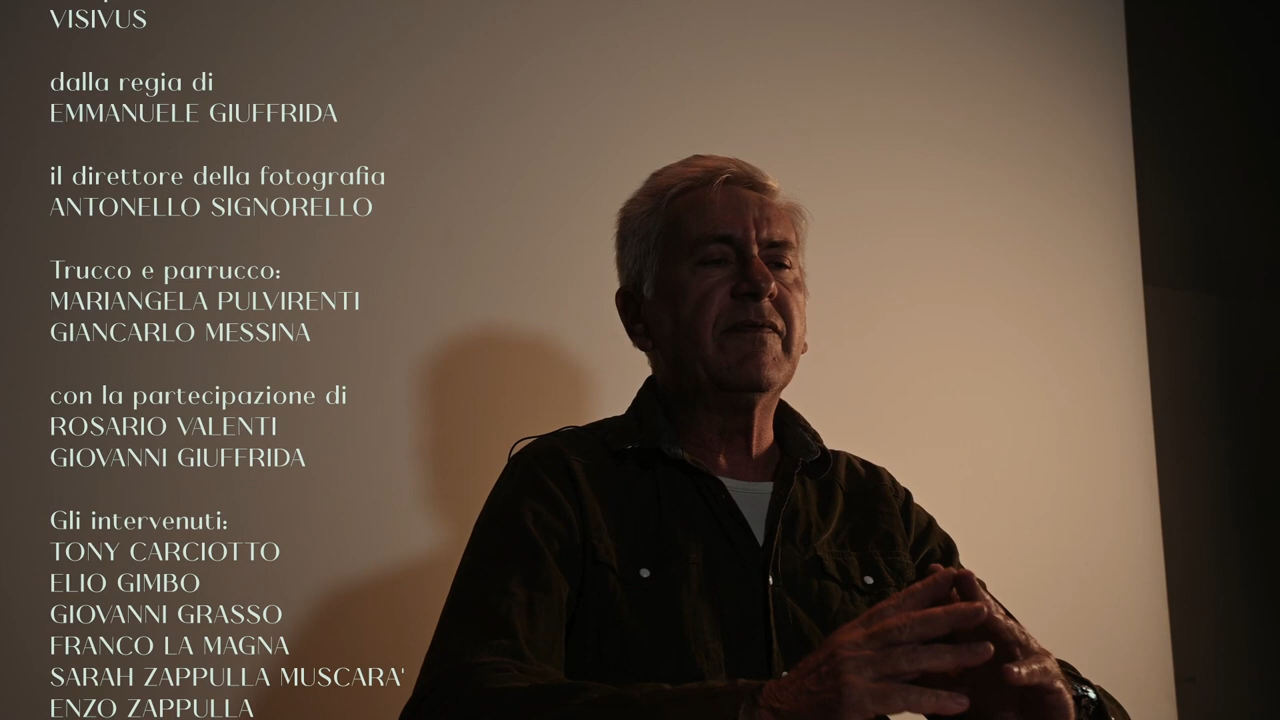 VISIVUS
dalla regia di
EMMANUELE GIUFFRIDA
il direttore della fotografia
ANTONELLO SIGNORELLO
Trucco e parrucco:
MARIANGELA PULVIRENTI
GIANCARLO MESSINA
con la partecipazione di
ROSARIO VALENTI
GIOVANNI GIUFFRIDA
Gli intervenuti:
TONY CARCIOTTO
ELIO GIMBO
GIOVANNI GRASSO
FRANCO LA MAGNA
SARAH ZAPPULLA MUSCARA'
ENZO ZAPPULLA